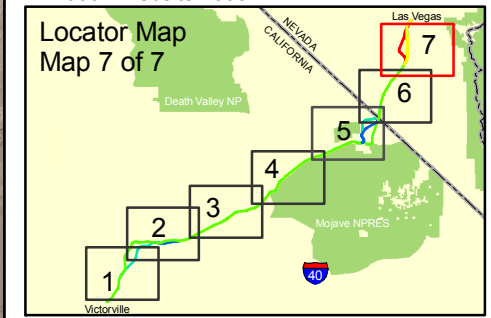 Locator Map
Map 7 of 7
Las Vegas
NEVADA
CALIFORNIA
7
6
Death Valley NP
5
4
3
Mojave NPRES
2
1
40
Victorville